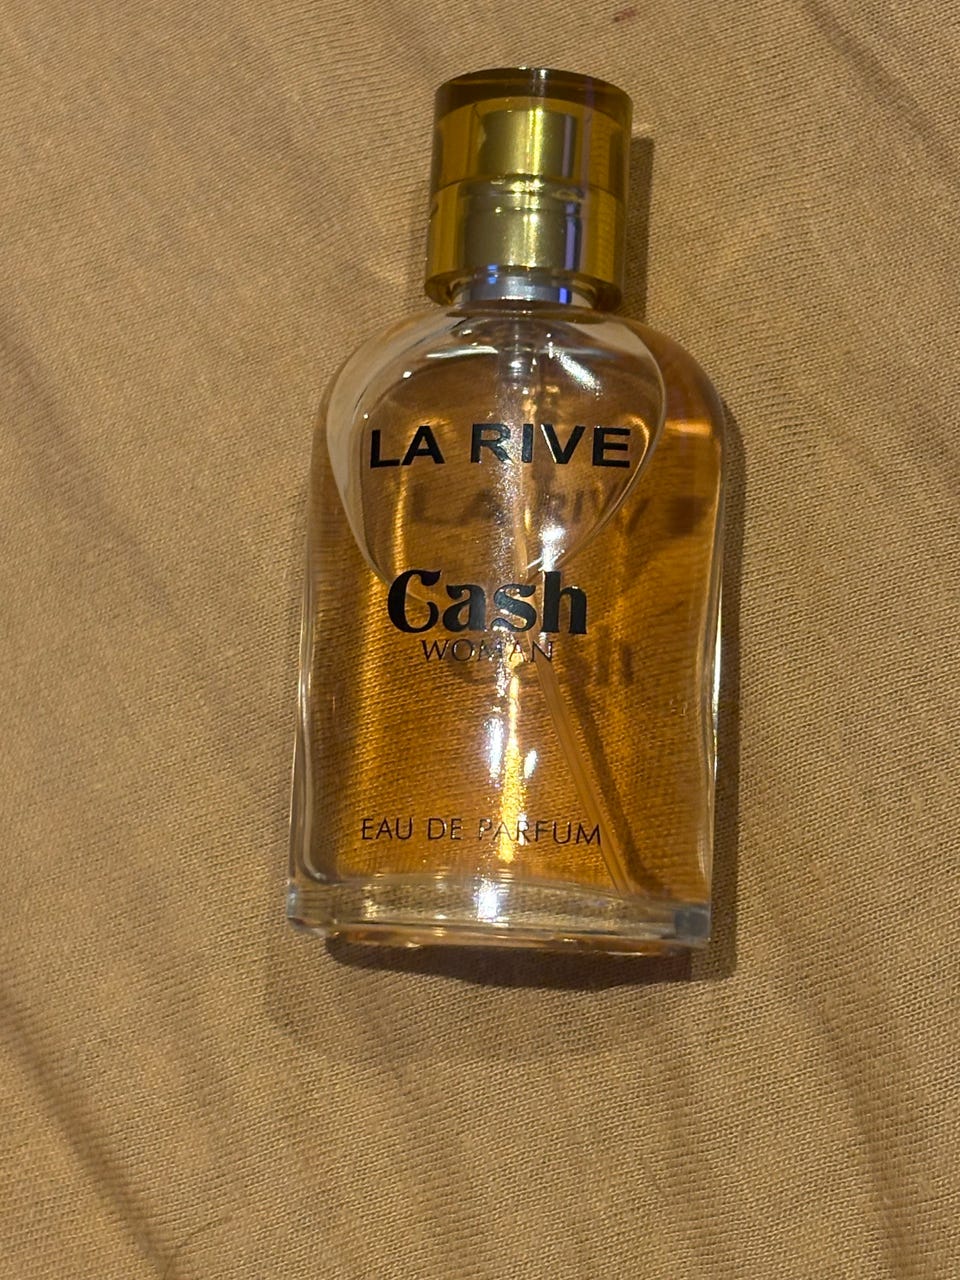 LA RIVE
Cash
WOMAN
EAU DE PARFUM